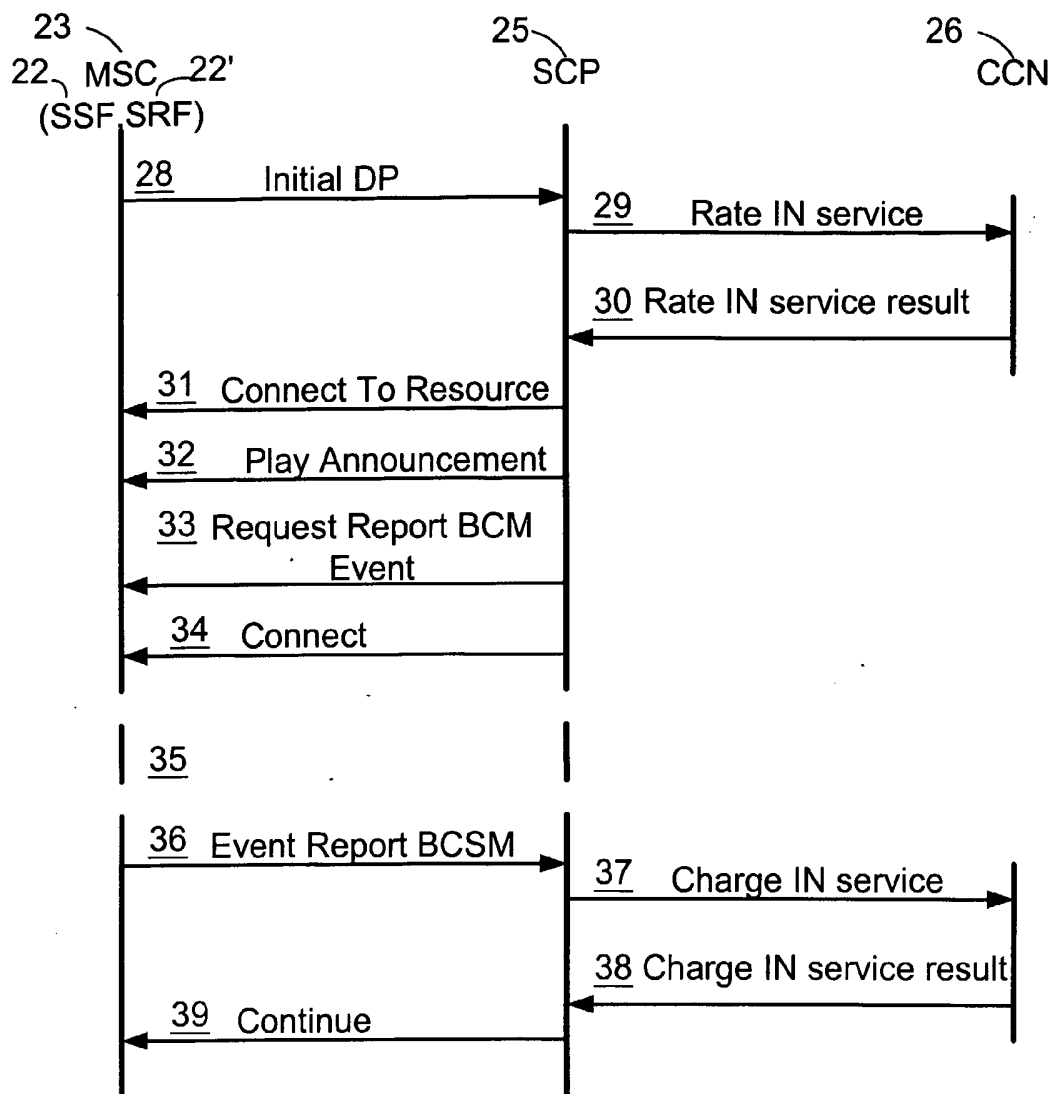 23 25 26
22 MSC 22' SCP CCN
(SSF, SRF)
28 Initial DP
29 Rate IN service
30 Rate IN service result
31 Connect To Resource
32 Play Announcement
33 Request Report BCM
Event
34 Connect
35
36 Event Report BCSM
37 Charge IN service
38 Charge IN service result
39 Continue